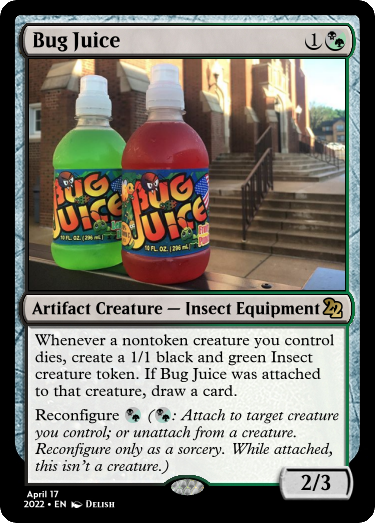 Bug Juice 1
BUG
JUICE
10 FL. OZ. (296 mL)
BUG
JUICE
10 FL. OZ. (296 mL)
Artifact Creature — Insect Equipment 22
Whenever a nontoken creature you control
dies, create a 1/1 black and green Insect
creature token. If Bug Juice was attached
to that creature, draw a card.
Reconfigure (: Attach to target creature
you control; or unattach from a creature.
Reconfigure only as a sorcery. While attached,
this isn't a creature.)
2/3
April 17
2022 • EN DELISH